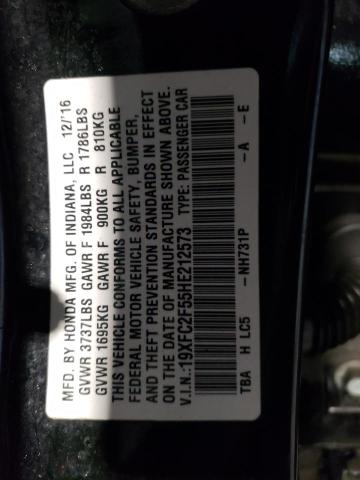 MFD. BY HONDA MFG. OF INDIANA, LLC 12/'16
GVWR 3737LBS GAWR F 1984LBS R 1786LBS
GVWR 1695KG GAWR F 900KG R 810KG
THIS VEHICLE CONFORMS TO ALL APPLICABLE
FEDERAL MOTOR VEHICLE SAFETY, BUMPER,
AND THEFT PREVENTION STANDARDS IN EFFECT
ON THE DATE OF MANUFACTURE SHOWN ABOVE.
V.I.N.:19XFC2F55HE212573 TYPE: PASSENGER CAR
TBA H LC5 -NH731P -A -E